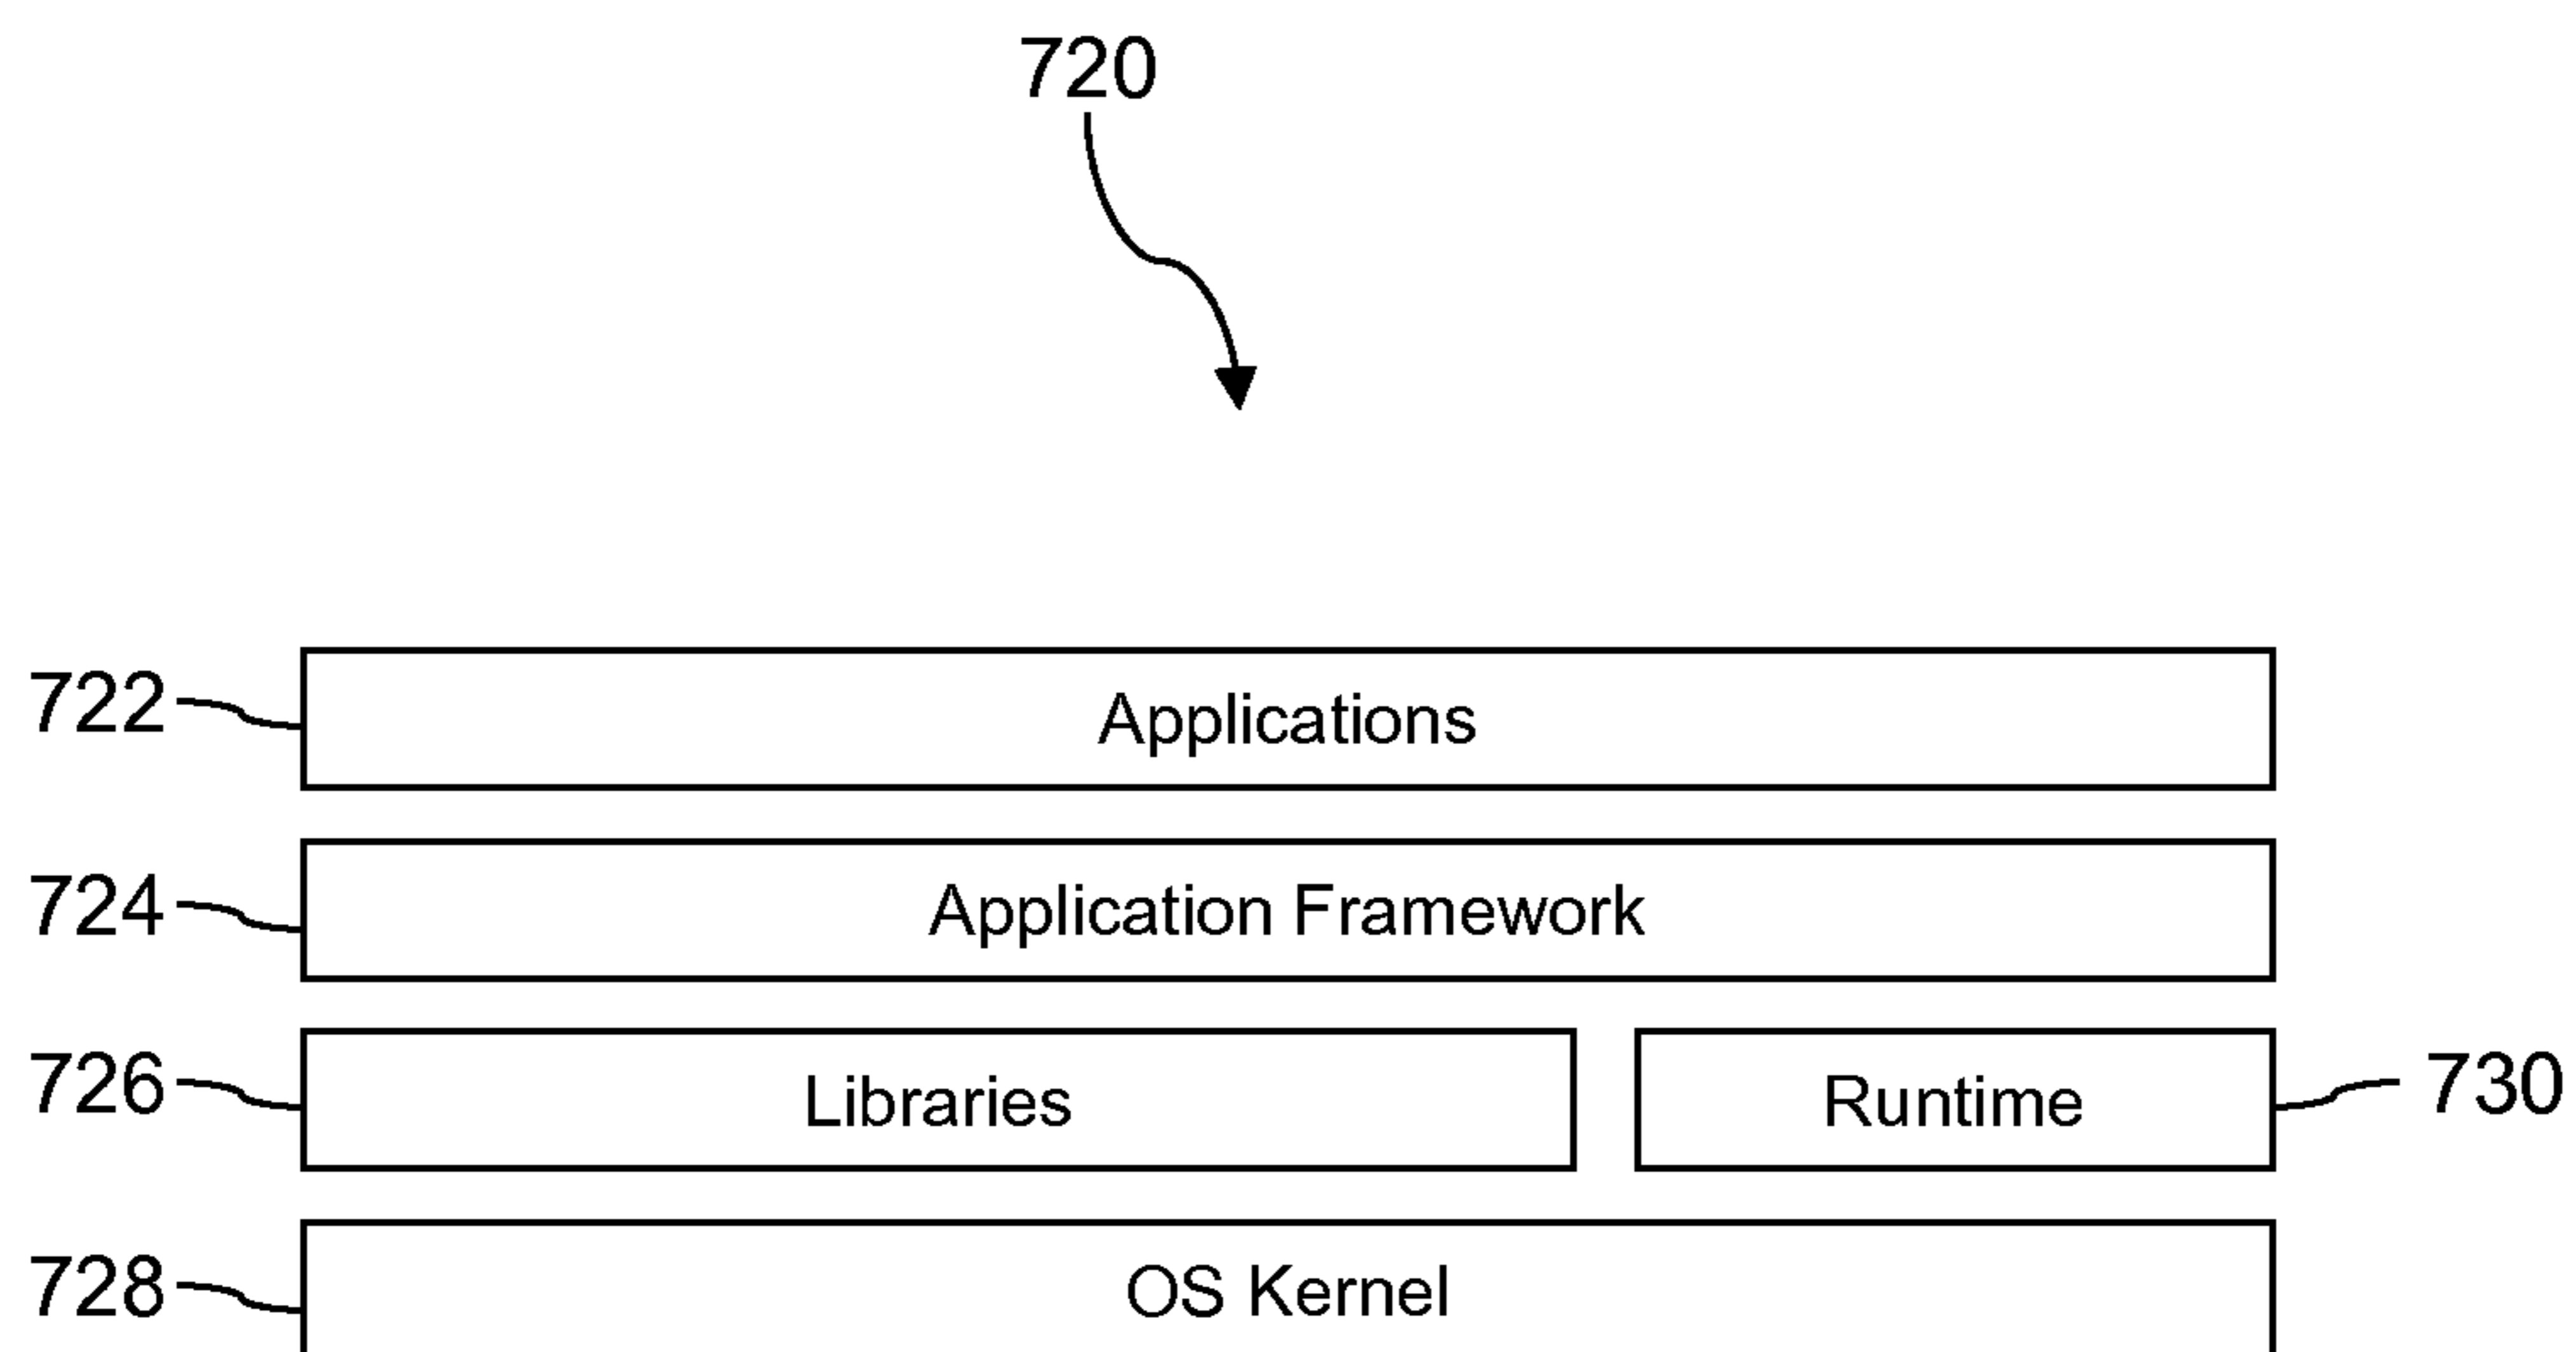 720
722 Applications
724 Application Framework
726 Libraries Runtime 730
728 OS Kernel